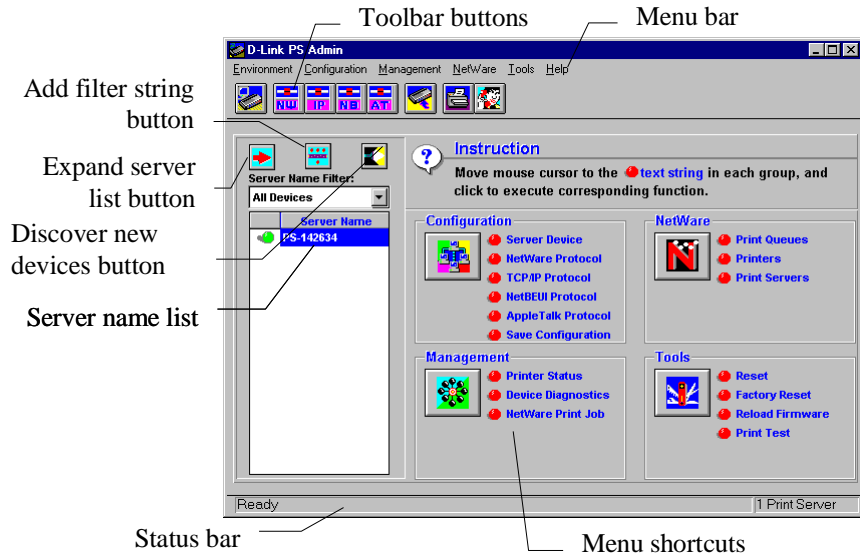 Toolbar buttons
Menu bar
D-Link PS Admin
Environment Configuration Management NetWare Tools Help
NW IP NB AT
Add filter string
button
Expand server
list button
Discover new
devices button
Server name list
Server Name Filter:
All Devices
Server Name
PS-142634
Instruction
Move mouse cursor to the text string in each group, and
click to execute corresponding function.
Configuration
Server Device
NetWare Protocol
TCP/IP Protocol
NetBEUI Protocol
AppleTalk Protocol
Save Configuration
NetWare
Print Queues
Printers
Print Servers
Management
Printer Status
Device Diagnostics
NetWare Print Job
Tools
Reset
Factory Reset
Reload Firmware
Print Test
Ready
1 Print Server
Status bar
Menu shortcuts